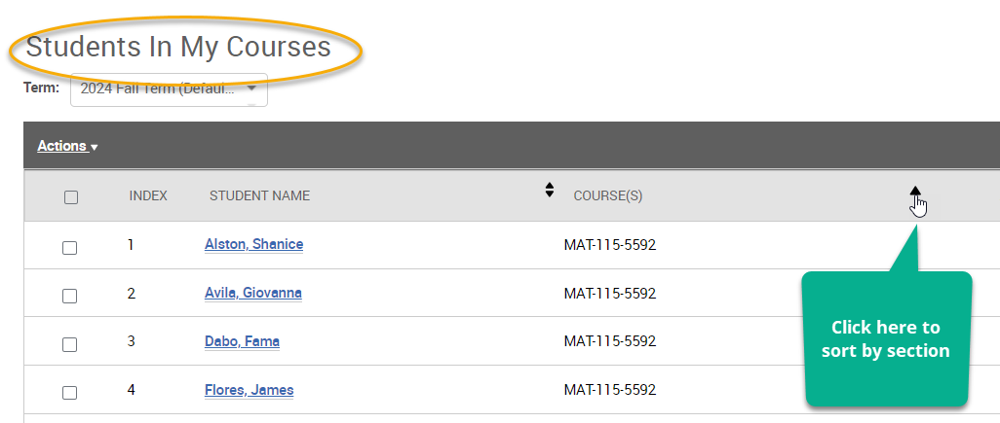 Students In My Courses
Term: 2024 Fall Term (Defaul...
Actions
INDEX STUDENT NAME COURSE(S)
1 Alston, Shanice MAT-115-5592
2 Avila, Giovanna MAT-115-5592
3 Dabo, Fama MAT-115-5592
4 Flores, James MAT-115-5592
Click here to
sort by section